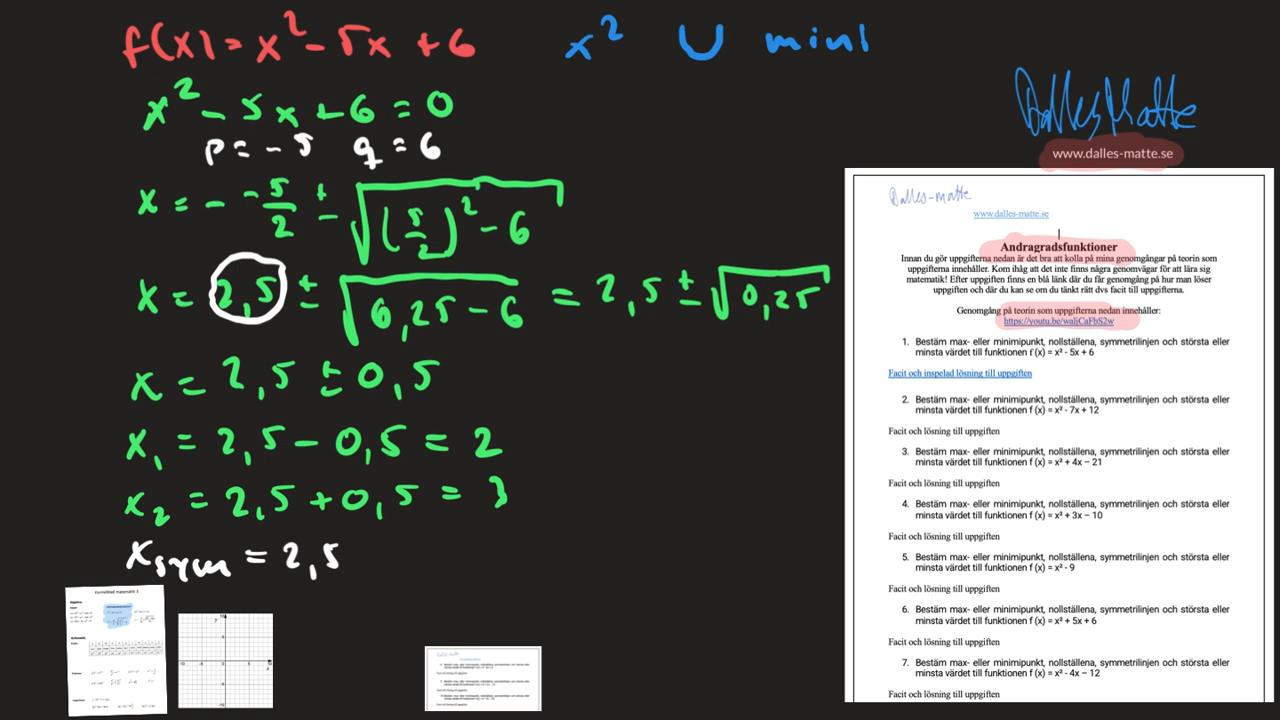 f(x) = x² - 5x + 6
x² ∪ min!
x² - 5x + 6 = 0
p = -5 q = 6
x = - -5/2 ± √((5/2)² - 6)
x = 2,5 ± √(6,25 - 6) = 2,5 ± √0,25
x = 2,5 ± 0,5
x₁ = 2,5 - 0,5 = 2
x₂ = 2,5 + 0,5 = 3
xsym = 2,5
DallesMatte
www.dalles-matte.se
Dalles-matte
www.dalles-matte.se
Andragradsfunktioner
Innan du gör uppgifterna nedan är det bra att kolla på mina genomgångar på teorin som
uppgifterna innehåller. Kom ihåg att det inte finns några genomvägar för att lära sig
matematik! Efter uppgiften finns en blå länk där du får genomgång på hur man löser
uppgiften och där du kan se om du tänkt rätt dvs facit till uppgifterna.
Genomgång på teorin som uppgifterna nedan innehåller:
1. Bestäm max- eller minimipunkt, nollställena, symmetrilinjen och största eller
minsta värdet till funktionen f (x) = x² - 5x + 6
Facit och inspelad lösning till uppgiften
2. Bestäm max- eller minimipunkt, nollställena, symmetrilinjen och största eller
minsta värdet till funktionen f (x) = x² - 7x + 12
Facit och lösning till uppgiften
3. Bestäm max- eller minimipunkt, nollställena, symmetrilinjen och största eller
minsta värdet till funktionen f (x) = x² + 4x – 21
Facit och lösning till uppgiften
4. Bestäm max- eller minimipunkt, nollställena, symmetrilinjen och största eller
minsta värdet till funktionen f (x) = x² + 3x – 10
Facit och lösning till uppgiften
5. Bestäm max- eller minimipunkt, nollställena, symmetrilinjen och största eller
minsta värdet till funktionen f (x) = x² - 9
Facit och lösning till uppgiften
6. Bestäm max- eller minimipunkt, nollställena, symmetrilinjen och största eller
minsta värdet till funktionen f (x) = x² + 5x + 6
Facit och lösning till uppgiften
7. Bestäm max- eller minimipunkt, nollställena, symmetrilinjen och största eller
minsta värdet till funktionen f (x) = x² - 4x – 12
Facit och lösning till uppgiften
Formelblad matematik 3